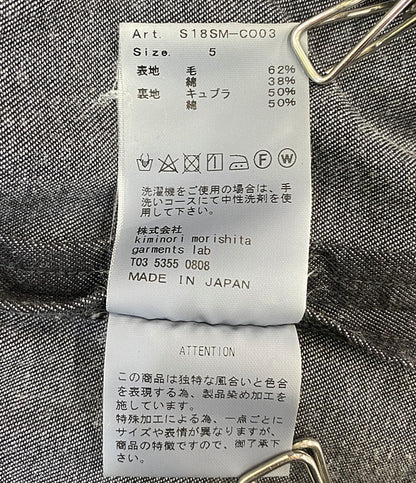 Art. S18SM-CO03
Size. 5
表地 毛 62%
綿 38%
裏地 キュプラ 50%
綿 50%
洗濯機をご使用の場合は、手
洗いコースにて中性洗剤を使
用して下さい。
株式会社
kiminori morishita
garments lab
T03 5355 0808
MADE IN JAPAN
ATTENTION
この商品は独特な風合いと色合
を表現する為、製品染め加工を
施しています。
特殊加工による為、一点ごとに
サイズや表情が異なりますが、
商品の特徴ですので、御了承下
さい。